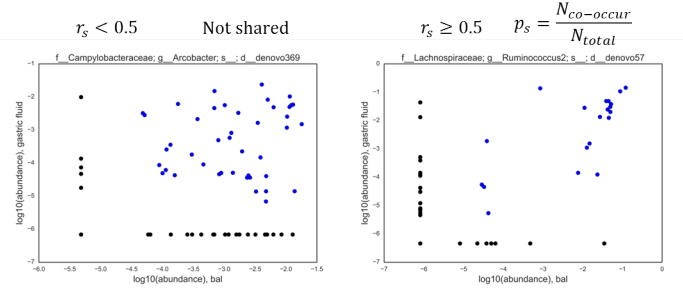 r_s < 0.5 Not shared
r_s ≥ 0.5 p_s = N_co-occur / N_total
f__Campylobacteraceae; g__Arcobacter; s__; d__denovo369
−1
−2
−3
−4
−5
−6
−7
log10(abundance), gastric fluid
−6.0 −5.5 −5.0 −4.5 −4.0 −3.5 −3.0 −2.5 −2.0 −1.5
log10(abundance), bal
f__Lachnospiraceae; g__Ruminococcus2; s__; d__denovo57
0
−1
−2
−3
−4
−5
−6
−7
log10(abundance), gastric fluid
−7 −6 −5 −4 −3 −2 −1 0
log10(abundance), bal